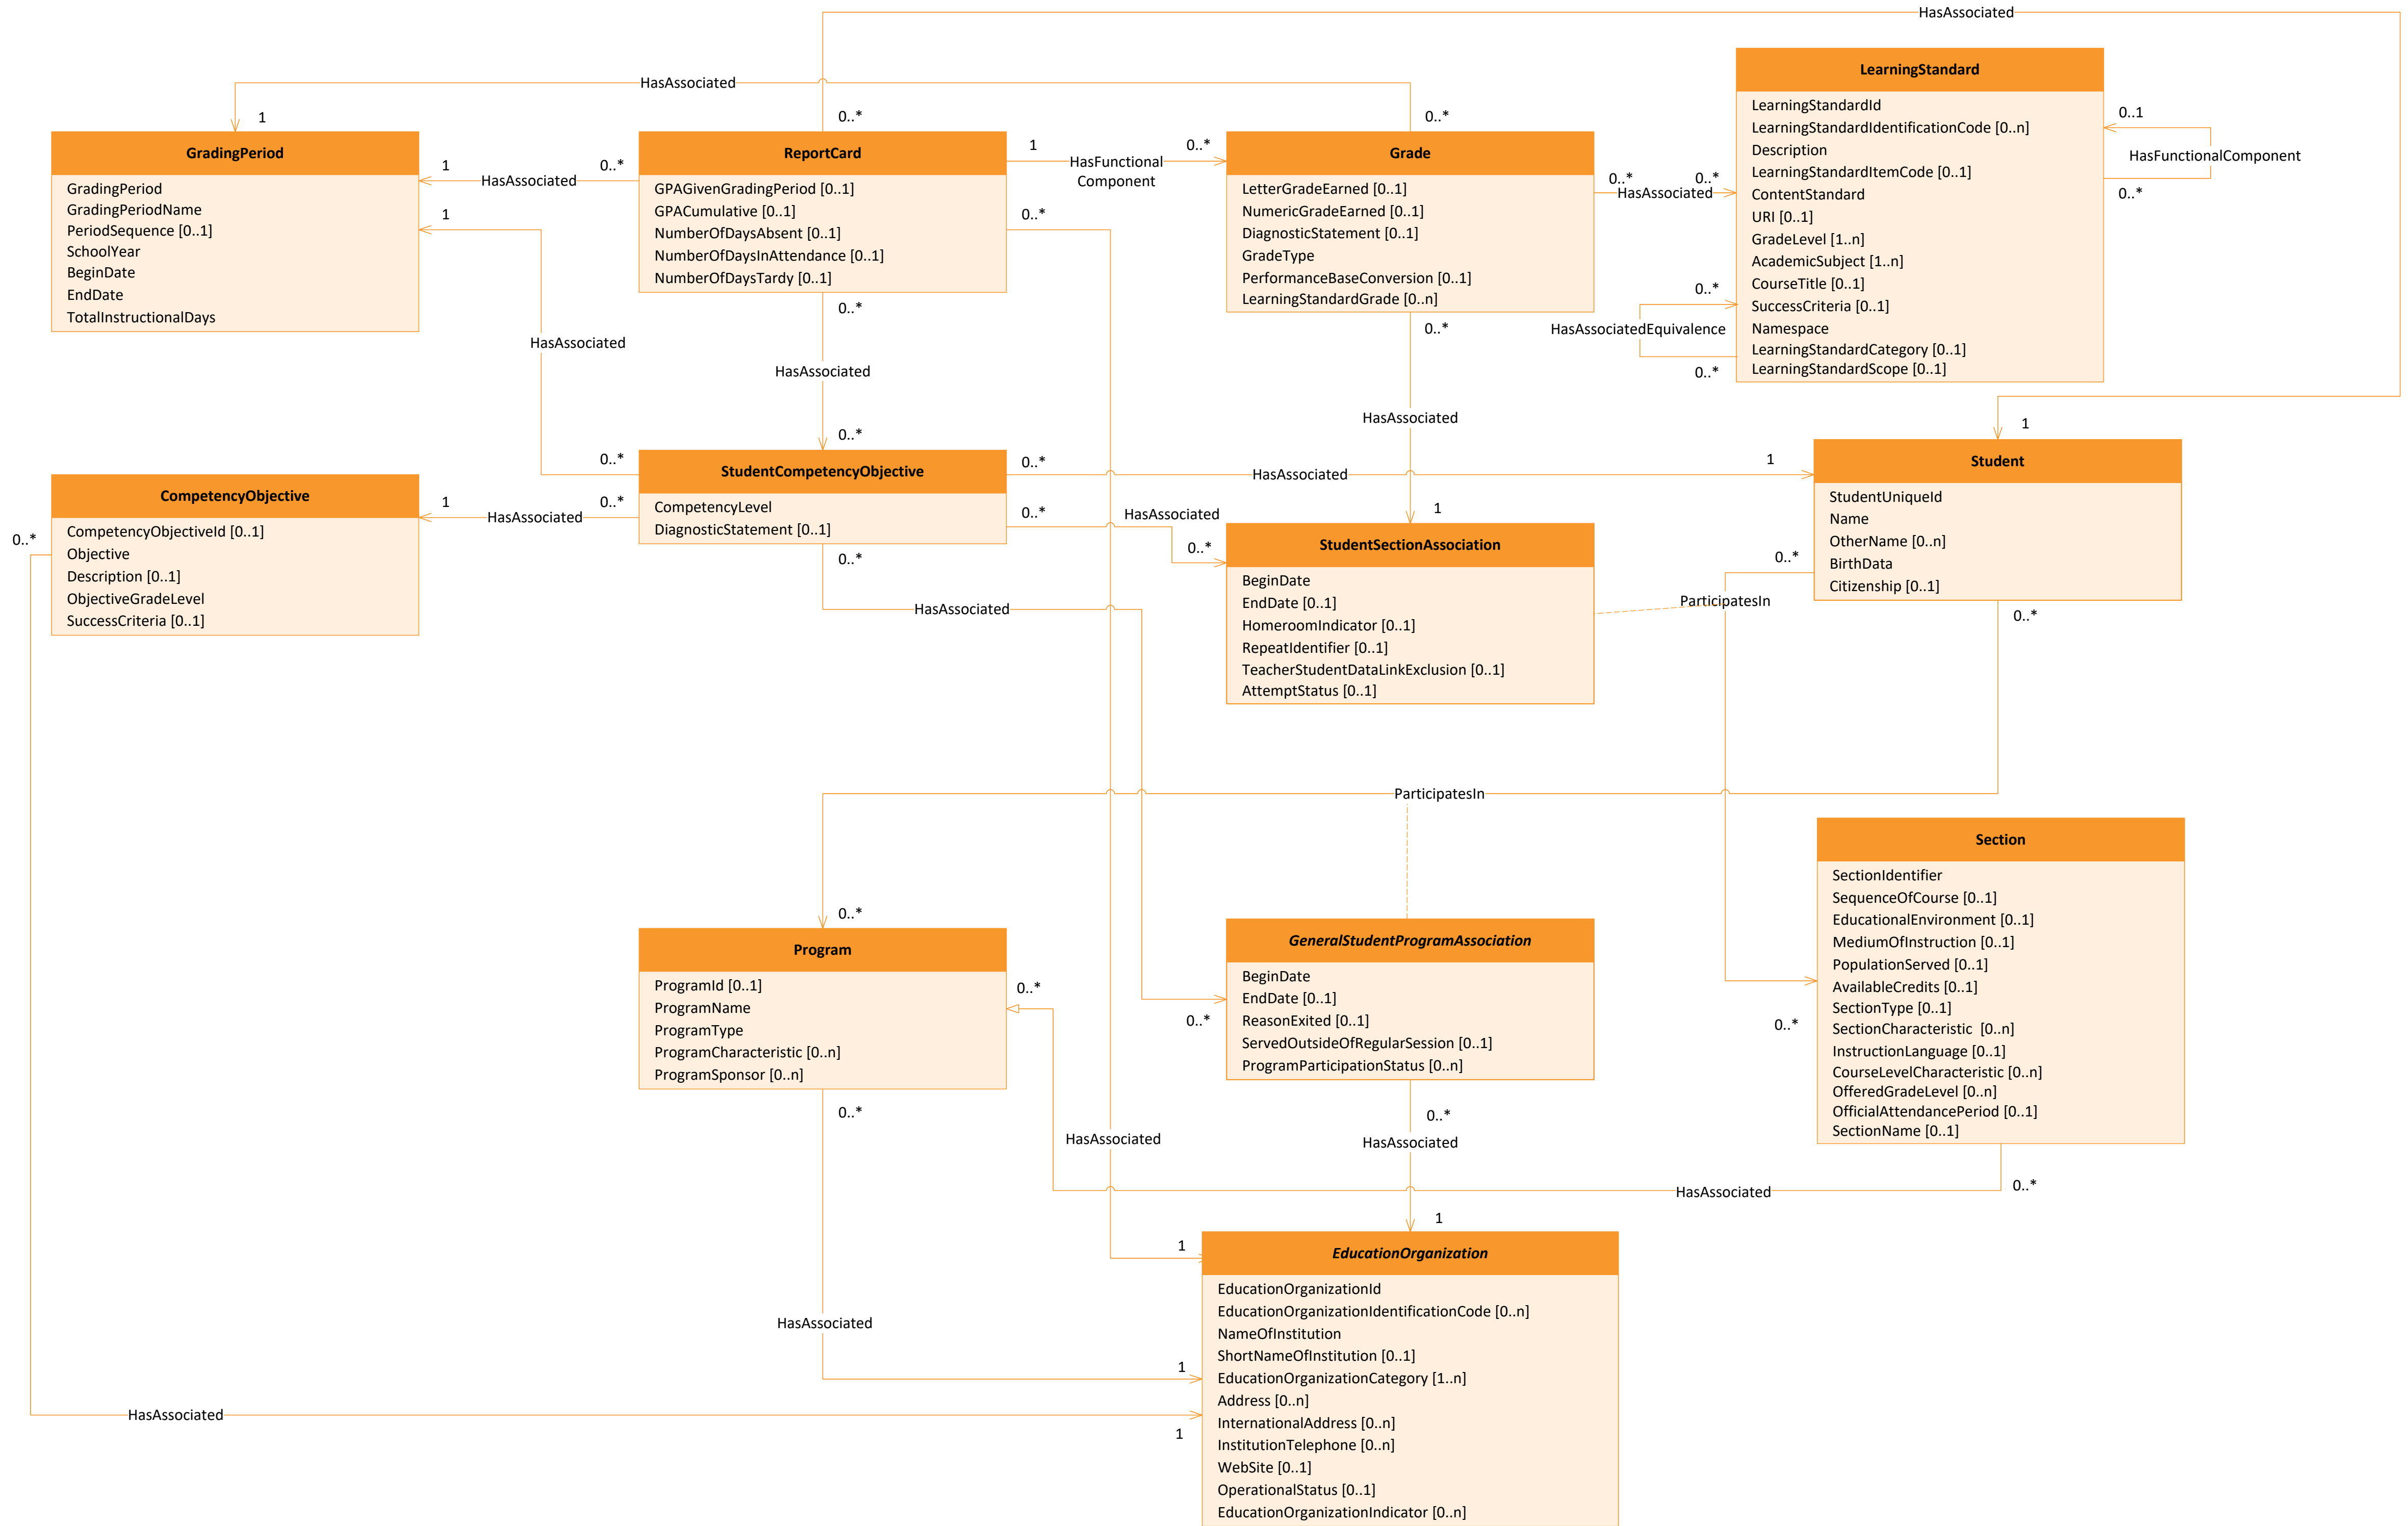 HasAssociated
LearningStandard
LearningStandardId
LearningStandardIdentificationCode [0..n]
Description
LearningStandardItemCode [0..1]
ContentStandard
URI [0..1]
GradeLevel [1..n]
AcademicSubject [1..n]
CourseTitle [0..1]
SuccessCriteria [0..1]
Namespace
LearningStandardCategory [0..1]
LearningStandardScope [0..1]
0..1
HasFunctionalComponent
0..*
0..*
HasAssociatedEquivalence
0..*
HasAssociated
1
0..*
0..*
GradingPeriod
GradingPeriod
GradingPeriodName
PeriodSequence [0..1]
SchoolYear
BeginDate
EndDate
TotalInstructionalDays
1
HasAssociated
0..*
1
HasAssociated
0..*
ReportCard
GPAGivenGradingPeriod [0..1]
GPACumulative [0..1]
NumberOfDaysAbsent [0..1]
NumberOfDaysInAttendance [0..1]
NumberOfDaysTardy [0..1]
1
HasFunctional
Component
0..*
0..*
0..*
HasAssociated
0..*
Grade
LetterGradeEarned [0..1]
NumericGradeEarned [0..1]
DiagnosticStatement [0..1]
GradeType
PerformanceBaseConversion [0..1]
LearningStandardGrade [0..n]
0..*
HasAssociated
0..*
0..*
HasAssociated
1
CompetencyObjective
CompetencyObjectiveId [0..1]
Objective
Description [0..1]
ObjectiveGradeLevel
SuccessCriteria [0..1]
0..*
1
HasAssociated
0..*
StudentCompetencyObjective
CompetencyLevel
DiagnosticStatement [0..1]
0..*
HasAssociated
1
0..*
HasAssociated
0..*
0..*
HasAssociated
0..*
StudentSectionAssociation
BeginDate
EndDate [0..1]
HomeroomIndicator [0..1]
RepeatIdentifier [0..1]
TeacherStudentDataLinkExclusion [0..1]
AttemptStatus [0..1]
1
Student
StudentUniqueId
Name
OtherName [0..n]
BirthData
Citizenship [0..1]
0..*
ParticipatesIn
0..*
0..*
ParticipatesIn
0..*
Program
ProgramId [0..1]
ProgramName
ProgramType
ProgramCharacteristic [0..n]
ProgramSponsor [0..n]
0..*
0..*
HasAssociated
1
GeneralStudentProgramAssociation
BeginDate
EndDate [0..1]
ReasonExited [0..1]
ServedOutsideOfRegularSession [0..1]
ProgramParticipationStatus [0..n]
0..*
HasAssociated
1
Section
SectionIdentifier
SequenceOfCourse [0..1]
EducationalEnvironment [0..1]
MediumOfInstruction [0..1]
PopulationServed [0..1]
AvailableCredits [0..1]
SectionType [0..1]
SectionCharacteristic  [0..n]
InstructionLanguage [0..1]
CourseLevelCharacteristic [0..n]
OfferedGradeLevel [0..n]
OfficialAttendancePeriod [0..1]
SectionName [0..1]
0..*
HasAssociated
HasAssociated
1
HasAssociated
1
EducationOrganization
EducationOrganizationId
EducationOrganizationIdentificationCode [0..n]
NameOfInstitution
ShortNameOfInstitution [0..1]
EducationOrganizationCategory [1..n]
Address [0..n]
InternationalAddress [0..n]
InstitutionTelephone [0..n]
WebSite [0..1]
OperationalStatus [0..1]
EducationOrganizationIndicator [0..n]